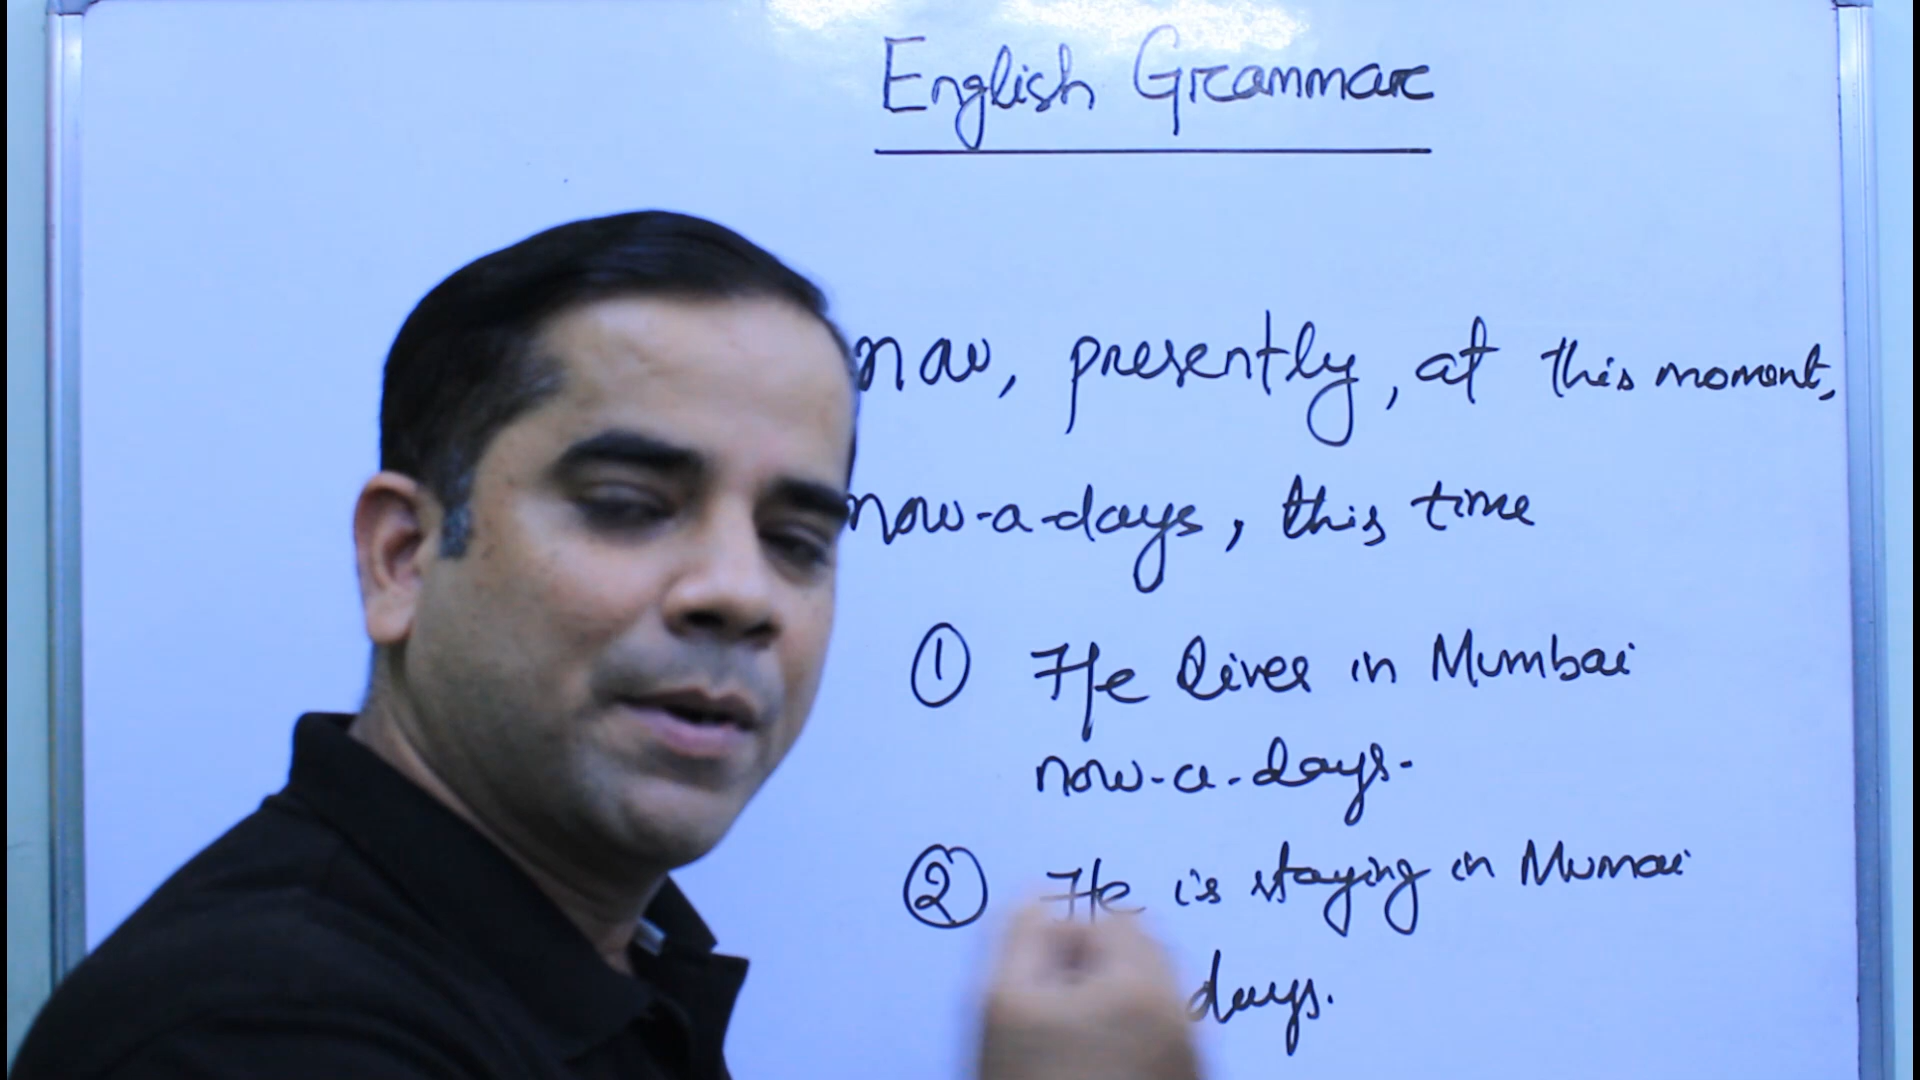 English Grammar
now, presently, at this moment,
now-a-days, this time
① He lives in Mumbai
now-a-days.
② He is staying in Mumai
days.